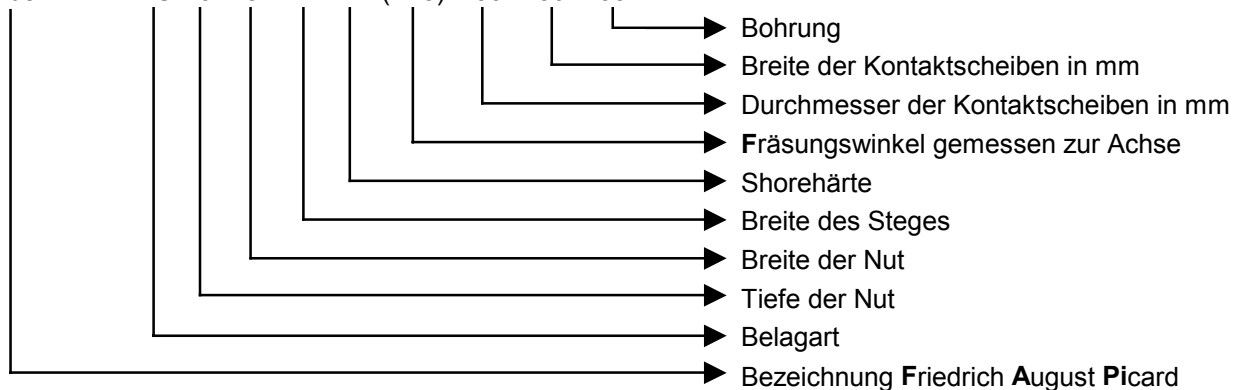 Bohrung
Breite der Kontaktscheiben in mm
Durchmesser der Kontaktscheiben in mm
Fräsungswinkel gemessen zur Achse
Shorehärte
Breite des Steges
Breite der Nut
Tiefe der Nut
Belagart
Bezeichnung Friedrich August Picard